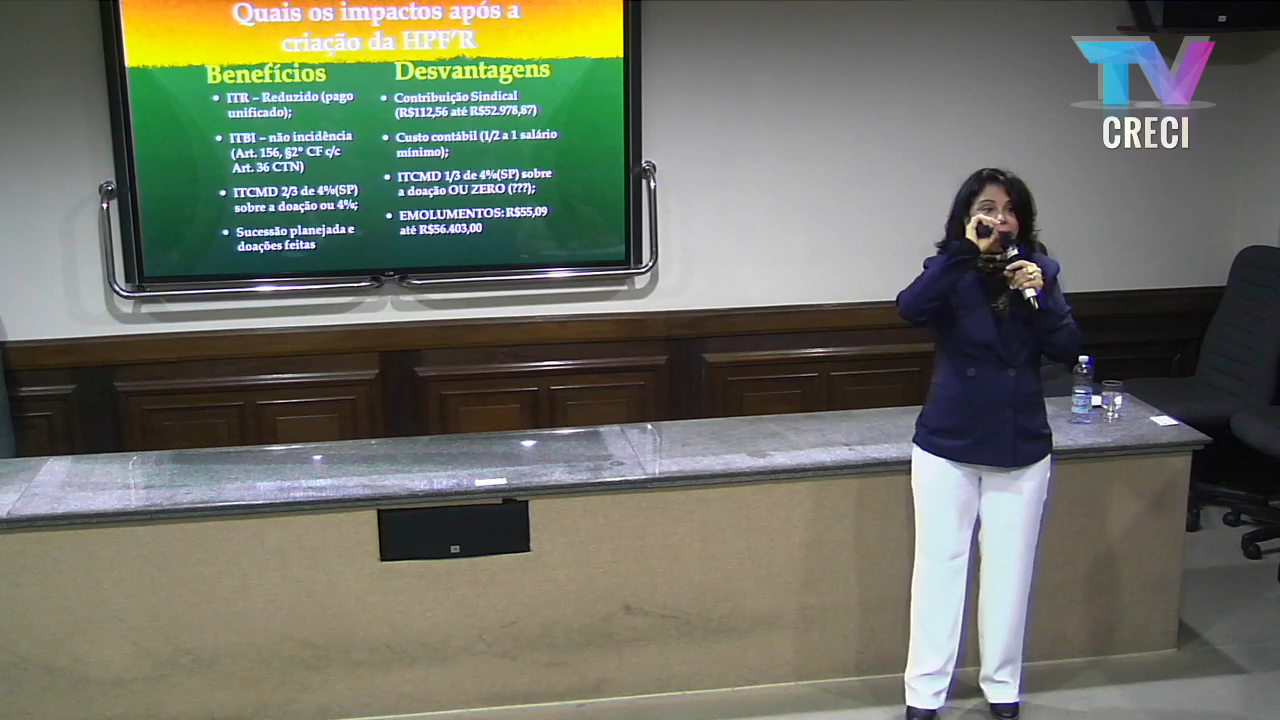 Quais os impactos após a
criação da HPF'R
Benefícios
• ITR – Reduzido (pago
unificado);
• ITBI – não incidência
(Art. 156, §2° CF c/c
Art. 36 CTN)
• ITCMD 2/3 de 4%(SP)
sobre a doação ou 4%;
• Sucessão planejada e
doações feitas
Desvantagens
• Contribuição Sindical
(R$112,56 até R$52.978,87)
• Custo contábil (1/2 a 1 salário
mínimo);
• ITCMD 1/3 de 4%(SP) sobre
a doação OU ZERO (???);
• EMOLUMENTOS: R$55,09
até R$56.403,00
TV
CRECI